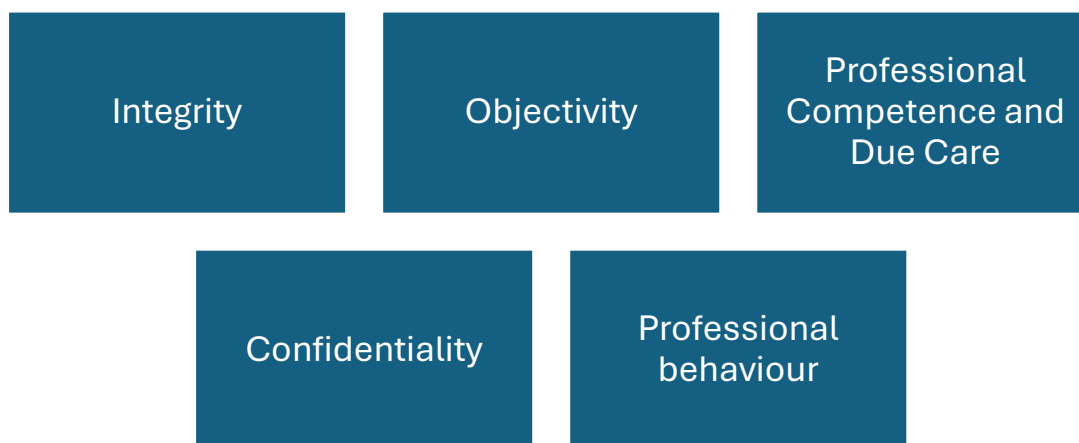 Integrity
Objectivity
Professional
Competence and
Due Care
Confidentiality
Professional
behaviour